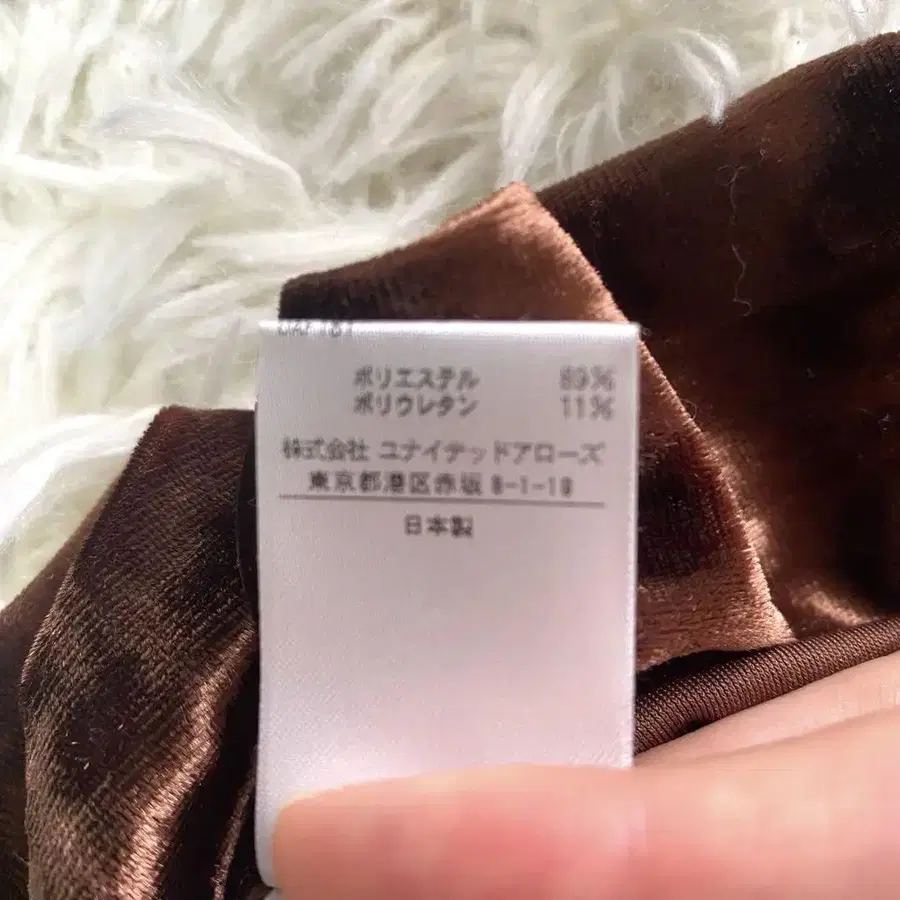 ポリエステル 89%
ポリウレタン 11%
株式会社 ユナイテッドアローズ
東京都港区赤坂 8-1-19
日本製